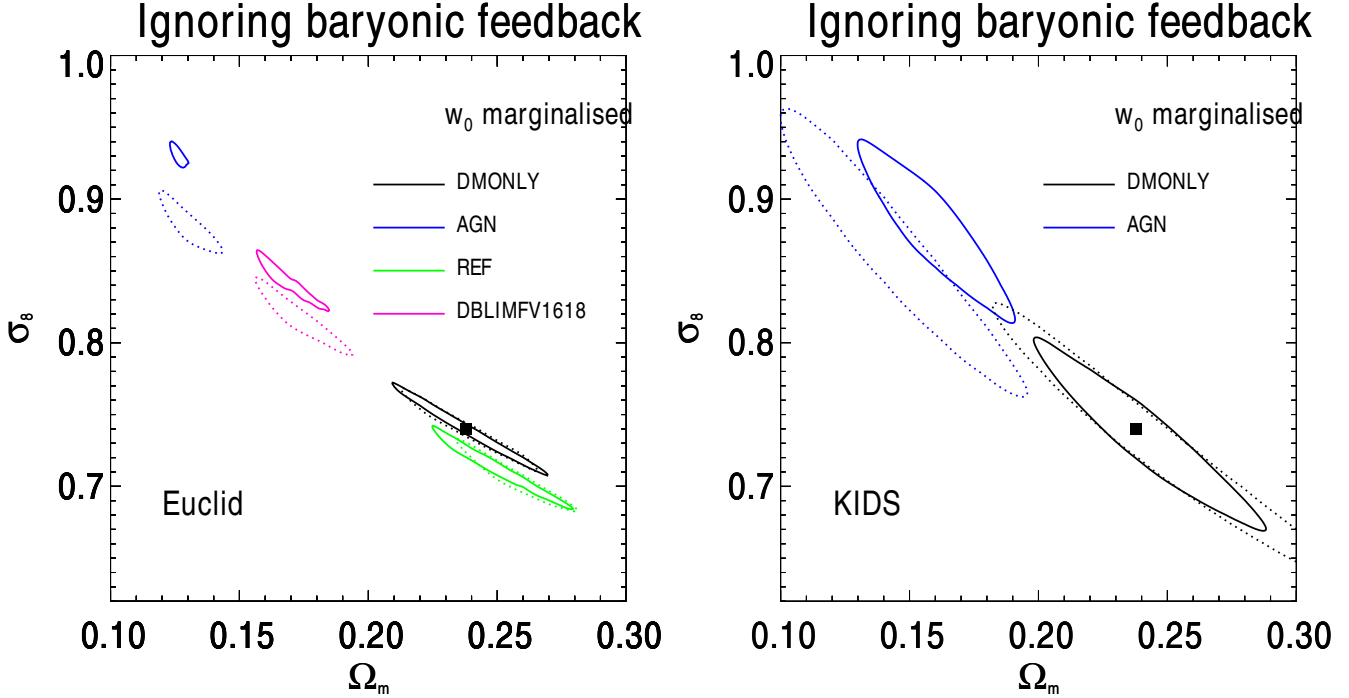 Ignoring baryonic feedback
1.0
0.9
0.8
0.7
σ8
w0 marginalised
DMONLY
AGN
REF
DBLIMFV1618
Euclid
0.10 0.15 0.20 0.25 0.30
Ωm
Ignoring baryonic feedback
1.0
0.9
0.8
0.7
σ8
w0 marginalised
DMONLY
AGN
KIDS
0.10 0.15 0.20 0.25 0.30
Ωm